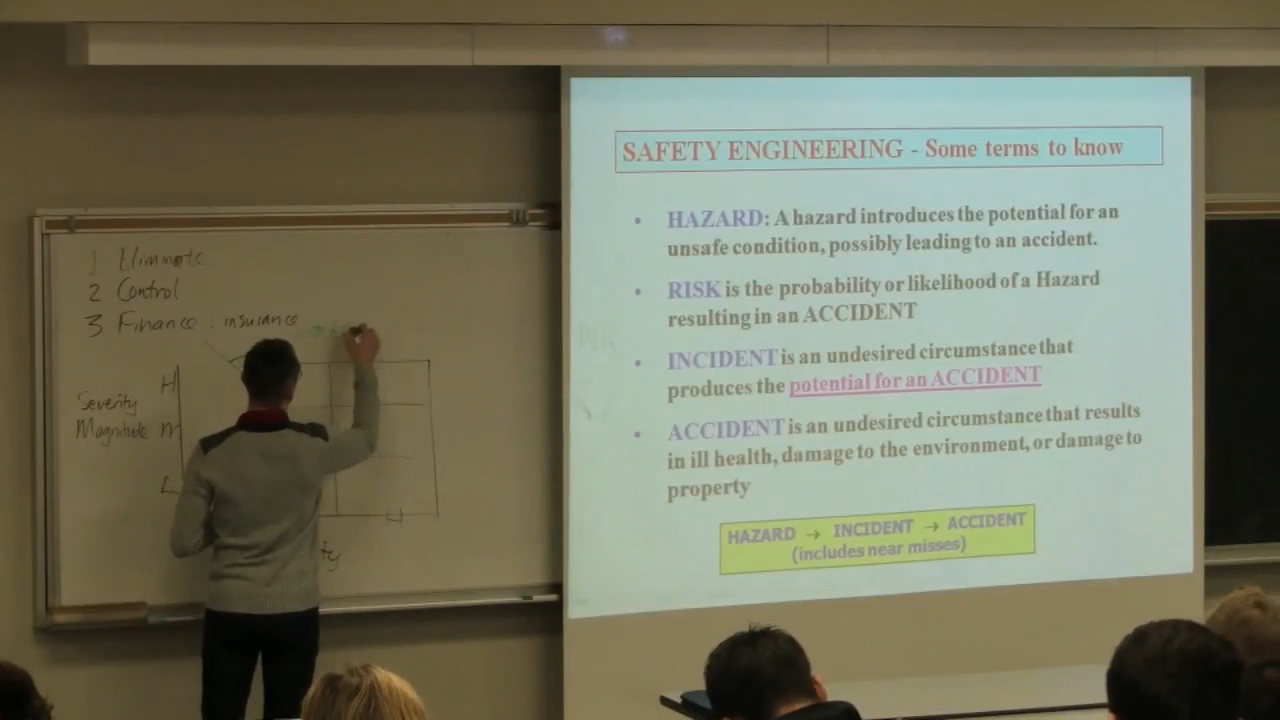 1 Eliminate
2 Control
3 Finance : insurance
H
Severity
Magnitude M
L
H
ty
SAFETY ENGINEERING - Some terms to know
• HAZARD: A hazard introduces the potential for an
unsafe condition, possibly leading to an accident.
• RISK is the probability or likelihood of a Hazard
resulting in an ACCIDENT
• INCIDENT is an undesired circumstance that
produces the potential for an ACCIDENT
• ACCIDENT is an undesired circumstance that results
in ill health, damage to the environment, or damage to
property
HAZARD → INCIDENT → ACCIDENT
(includes near misses)